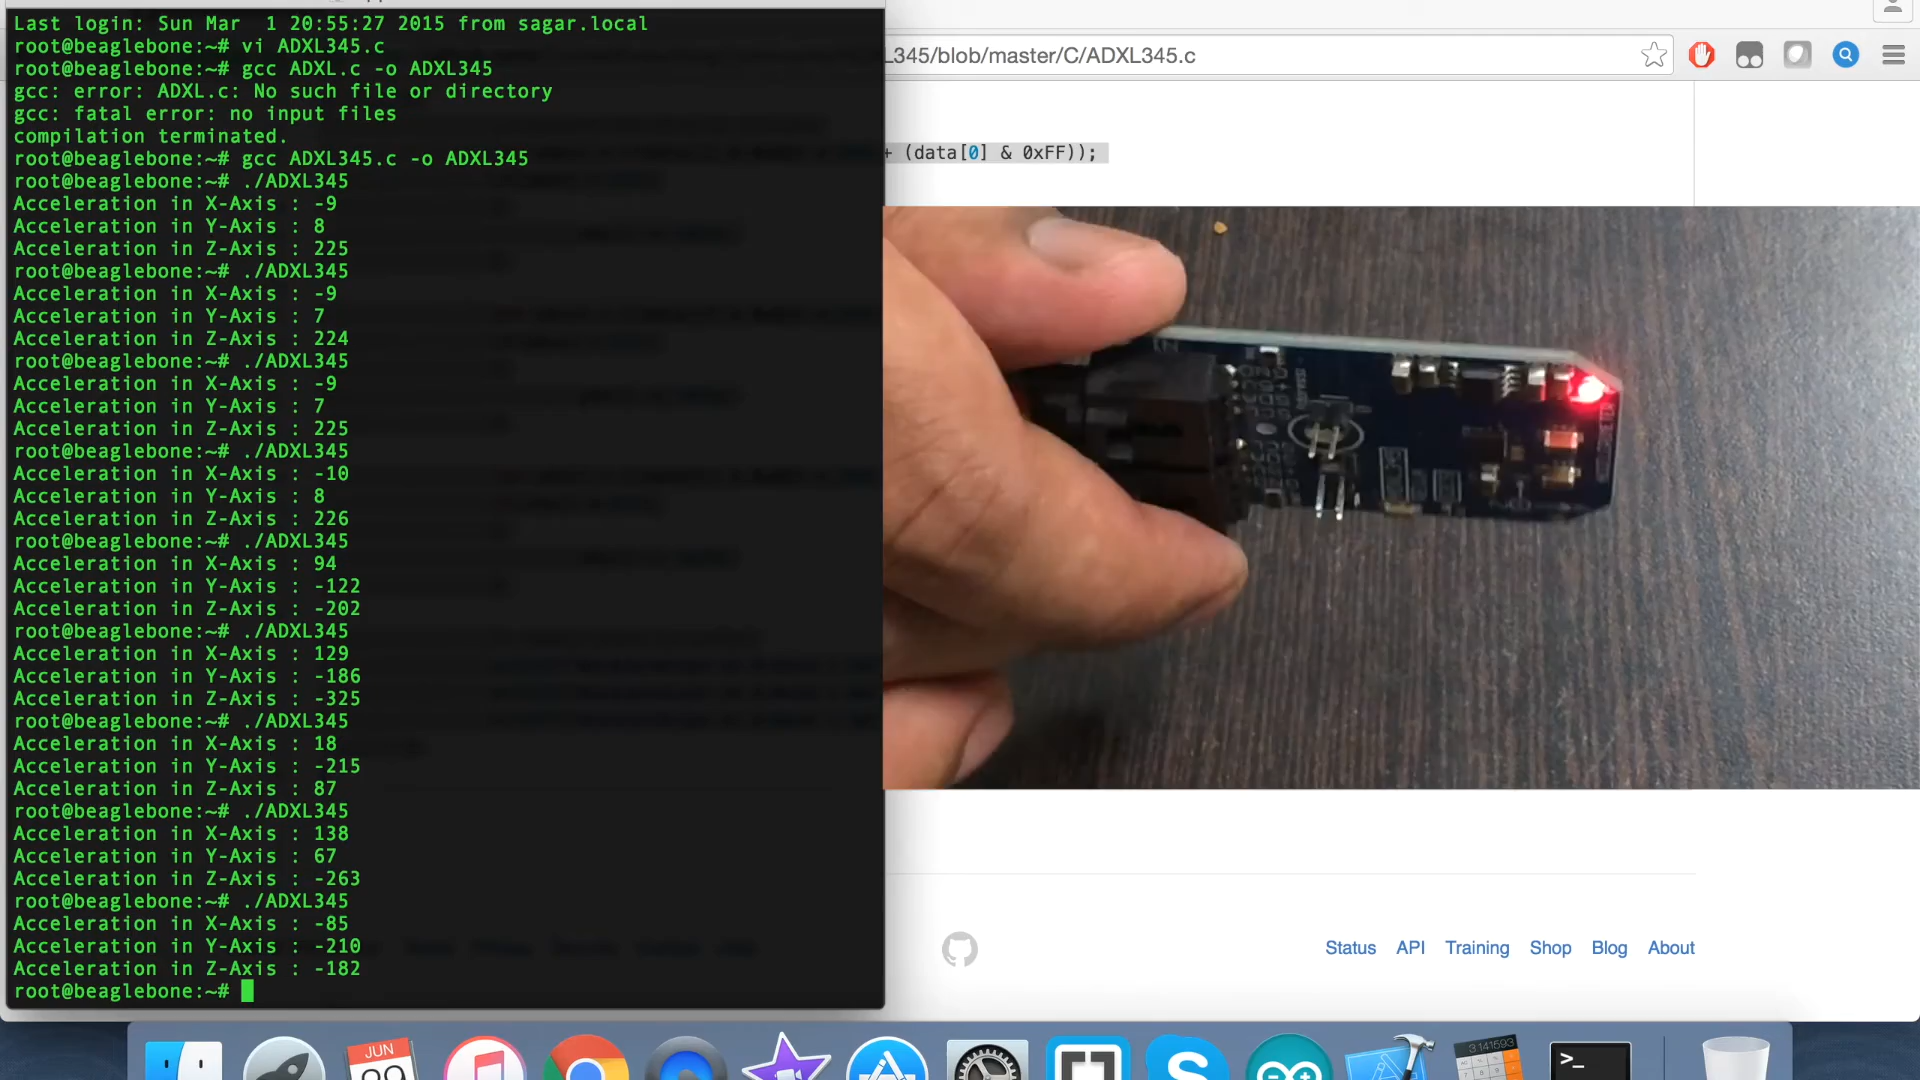 Last login: Sun Mar  1 20:55:27 2015 from sagar.local
root@beaglebone:~# vi ADXL345.c
root@beaglebone:~# gcc ADXL.c -o ADXL345
gcc: error: ADXL.c: No such file or directory
gcc: fatal error: no input files
compilation terminated.
root@beaglebone:~# gcc ADXL345.c -o ADXL345
root@beaglebone:~# ./ADXL345
Acceleration in X-Axis : -9
Acceleration in Y-Axis : 8
Acceleration in Z-Axis : 225
root@beaglebone:~# ./ADXL345
Acceleration in X-Axis : -9
Acceleration in Y-Axis : 7
Acceleration in Z-Axis : 224
root@beaglebone:~# ./ADXL345
Acceleration in X-Axis : -9
Acceleration in Y-Axis : 7
Acceleration in Z-Axis : 225
root@beaglebone:~# ./ADXL345
Acceleration in X-Axis : -10
Acceleration in Y-Axis : 8
Acceleration in Z-Axis : 226
root@beaglebone:~# ./ADXL345
Acceleration in X-Axis : 94
Acceleration in Y-Axis : -122
Acceleration in Z-Axis : -202
root@beaglebone:~# ./ADXL345
Acceleration in X-Axis : 129
Acceleration in Y-Axis : -186
Acceleration in Z-Axis : -325
root@beaglebone:~# ./ADXL345
Acceleration in X-Axis : 18
Acceleration in Y-Axis : -215
Acceleration in Z-Axis : 87
root@beaglebone:~# ./ADXL345
Acceleration in X-Axis : 138
Acceleration in Y-Axis : 67
Acceleration in Z-Axis : -263
root@beaglebone:~# ./ADXL345
Acceleration in X-Axis : -85
Acceleration in Y-Axis : -210
Acceleration in Z-Axis : -182
root@beaglebone:~#
L345/blob/master/C/ADXL345.c
+ (data[0] & 0xFF));
Status API Training Shop Blog About
JUN
3.141593
>_